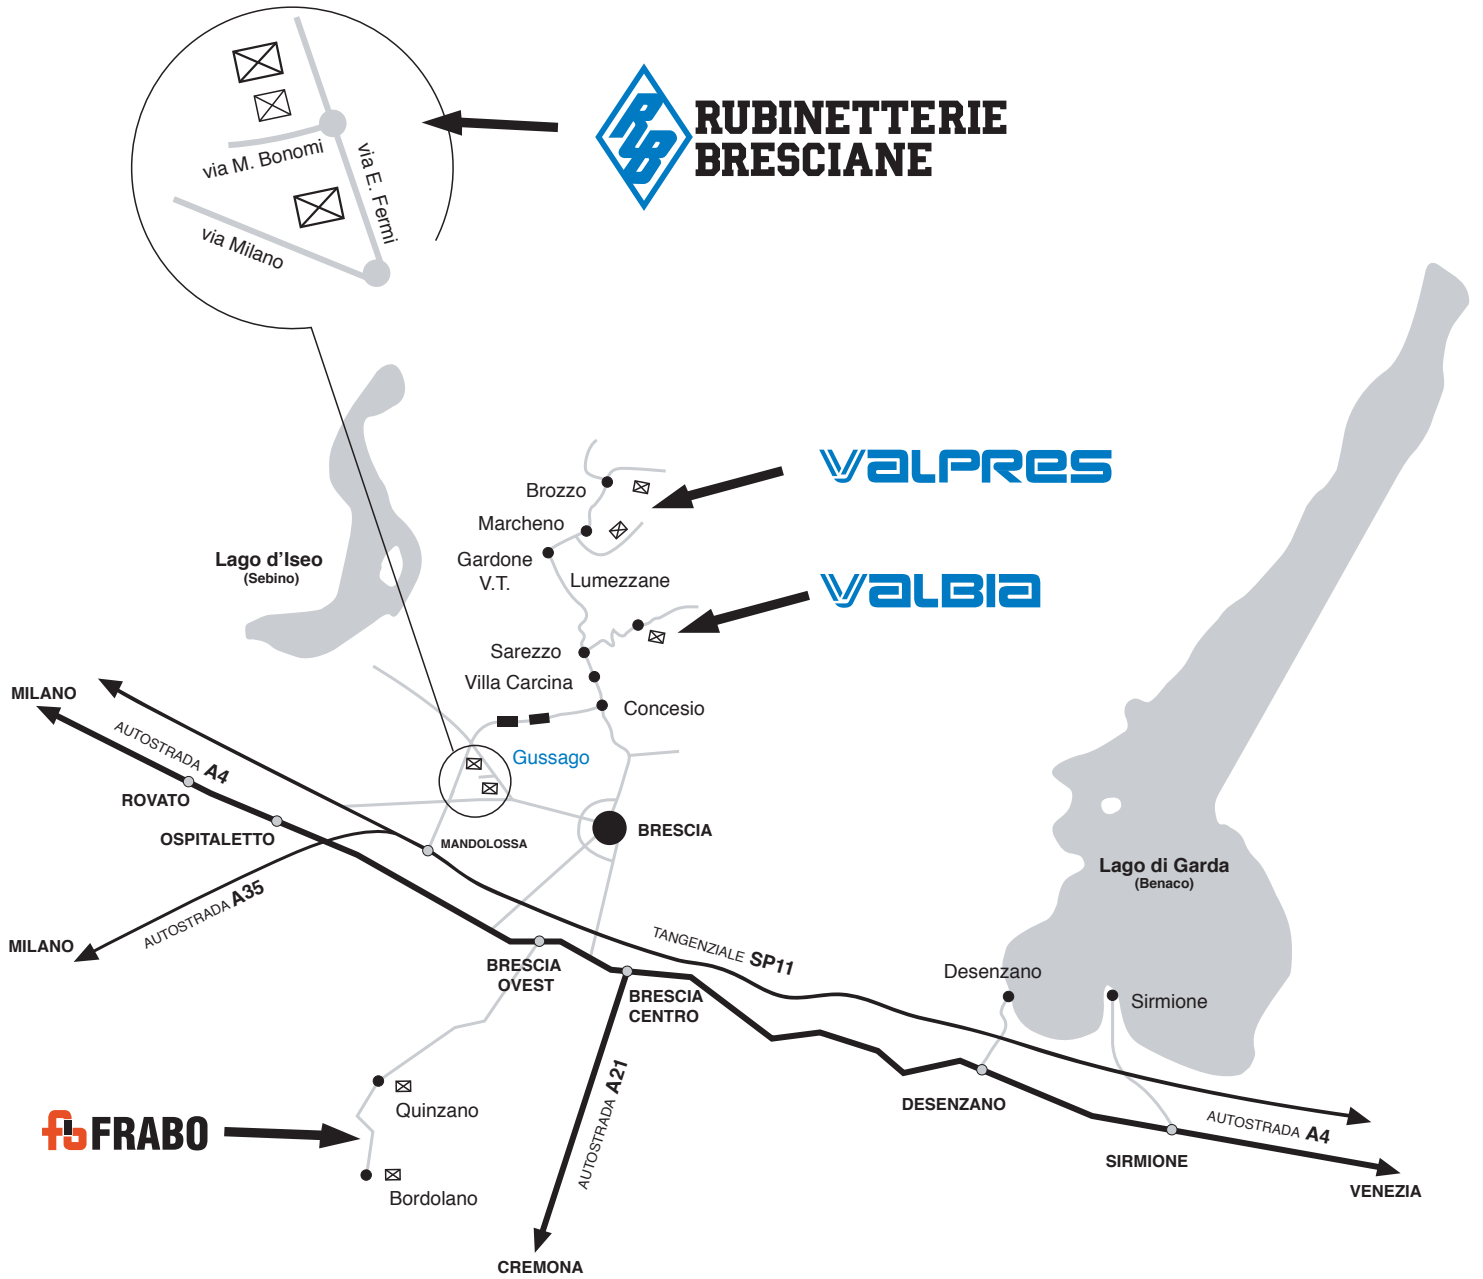 via M. Bonomi
via E. Fermi
via Milano
RB
RUBINETTERIE
BRESCIANE
VALPRES
Brozzo
Marcheno
Gardone
V.T.
Lago d'Iseo
(Sebino)
Lumezzane
VALBIA
Sarezzo
Villa Carcina
Concesio
MILANO
AUTOSTRADA A4
Gussago
ROVATO
OSPITALETTO
MANDOLOSSA
BRESCIA
Lago di Garda
(Benaco)
AUTOSTRADA A35
MILANO
TANGENZIALE SP11
BRESCIA
OVEST
BRESCIA
CENTRO
Desenzano
Sirmione
AUTOSTRADA A21
Quinzano
fb FRABO
DESENZANO
AUTOSTRADA A4
SIRMIONE
VENEZIA
Bordolano
CREMONA